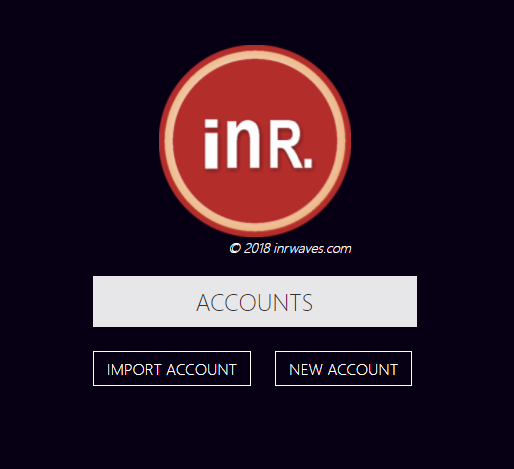 inR.
© 2018 inrwaves.com
ACCOUNTS
IMPORT ACCOUNT
NEW ACCOUNT